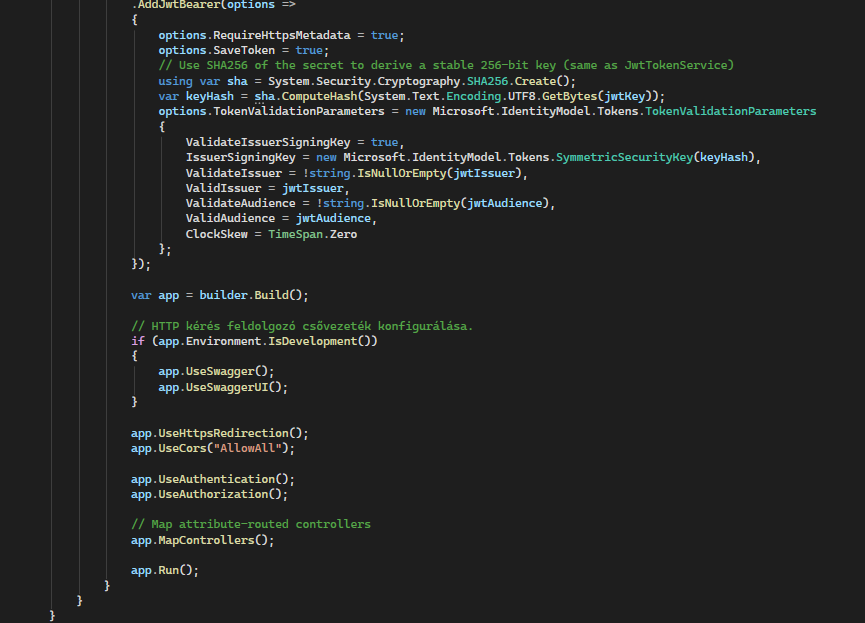 .AddJwtBearer(options =>
{
options.RequireHttpsMetadata = true;
options.SaveToken = true;
// Use SHA256 of the secret to derive a stable 256-bit key (same as JwtTokenService)
using var sha = System.Security.Cryptography.SHA256.Create();
var keyHash = sha.ComputeHash(System.Text.Encoding.UTF8.GetBytes(jwtKey));
options.TokenValidationParameters = new Microsoft.IdentityModel.Tokens.TokenValidationParameters
{
ValidateIssuerSigningKey = true,
IssuerSigningKey = new Microsoft.IdentityModel.Tokens.SymmetricSecurityKey(keyHash),
ValidateIssuer = !string.IsNullOrEmpty(jwtIssuer),
ValidIssuer = jwtIssuer,
ValidateAudience = !string.IsNullOrEmpty(jwtAudience),
ValidAudience = jwtAudience,
ClockSkew = TimeSpan.Zero
};
});
var app = builder.Build();
// HTTP kérés feldolgozó csővezeték konfigurálása.
if (app.Environment.IsDevelopment())
{
app.UseSwagger();
app.UseSwaggerUI();
}
app.UseHttpsRedirection();
app.UseCors("AllowAll");
app.UseAuthentication();
app.UseAuthorization();
// Map attribute-routed controllers
app.MapControllers();
app.Run();
}
}
}